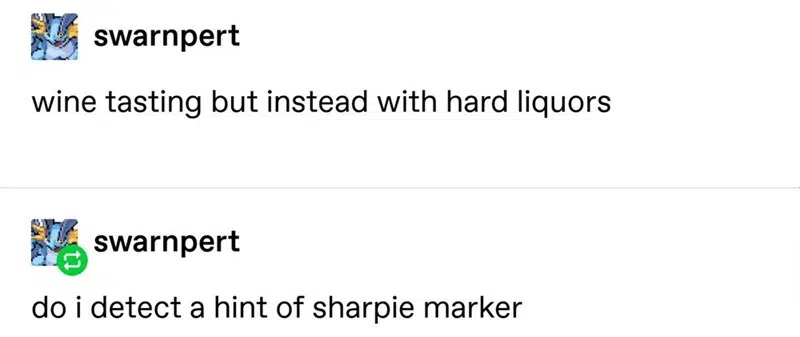 swarnpert
wine tasting but instead with hard liquors
swarnpert
do i detect a hint of sharpie marker